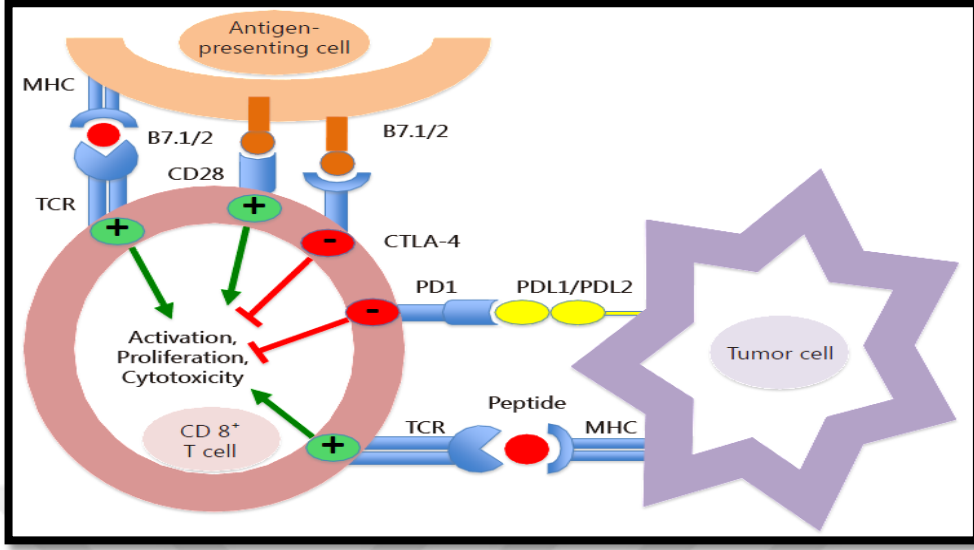 Antigen-
presenting cell
MHC
B7.1/2
B7.1/2
CD28
TCR
+
+
-
CTLA-4
PD1
PDL1/PDL2
-
Activation,
Proliferation,
Cytotoxicity
Tumor cell
Peptide
TCR
MHC
CD 8⁺
T cell
+